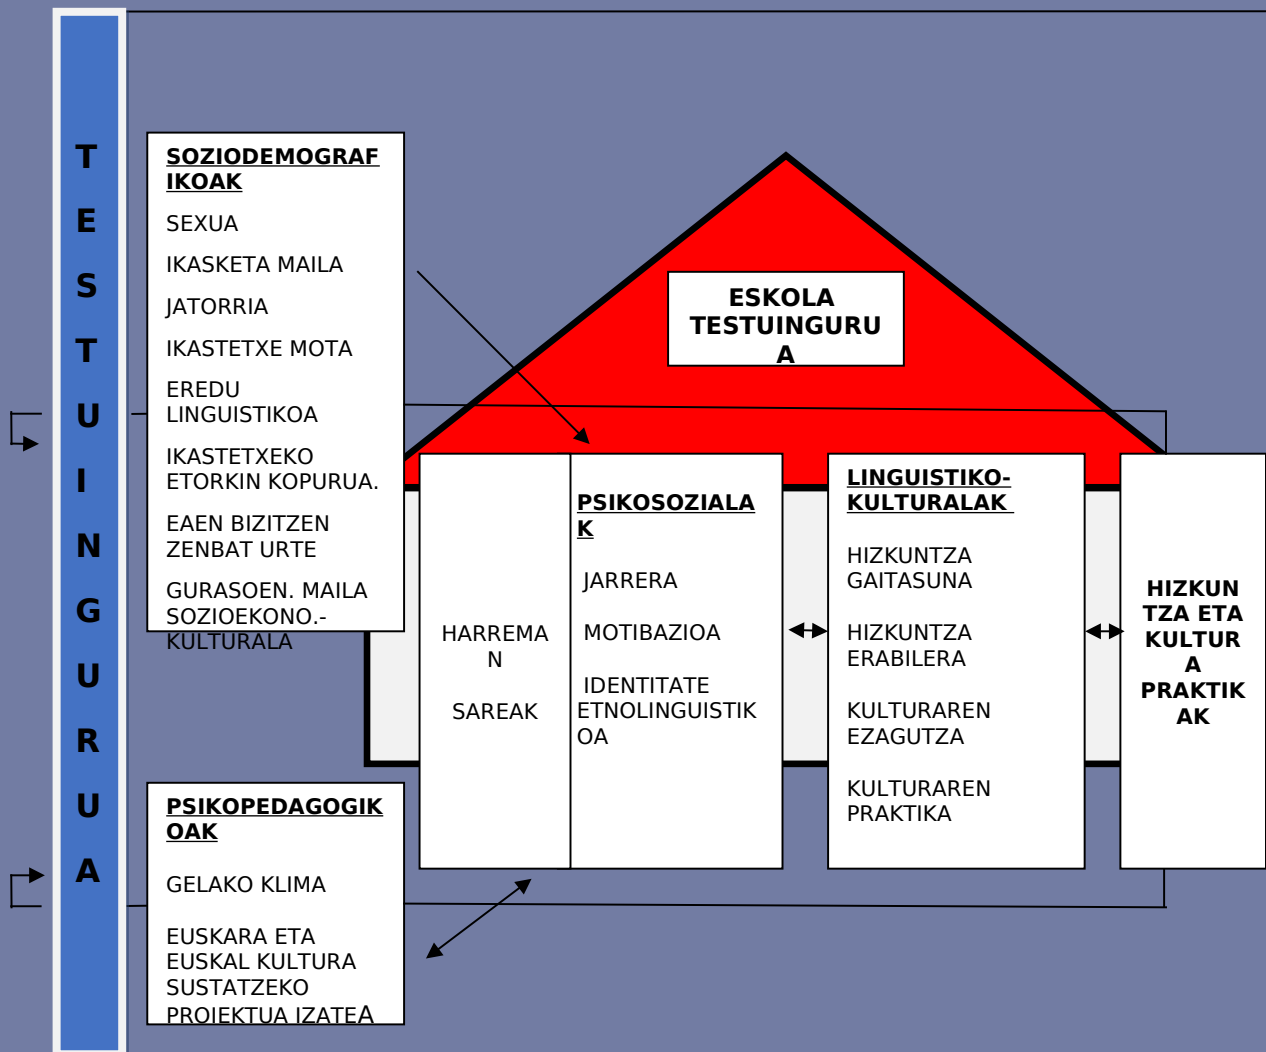 T
E
S
T
U
I
N
G
U
R
U
A
SOZIODEMOGRAF
IKOAK
SEXUA
IKASKETA MAILA
JATORRIA
IKASTETXE MOTA
EREDU
LINGUISTIKOA
IKASTETXEKO
ETORKIN KOPURUA.
EAEN BIZITZEN
ZENBAT URTE
GURASOEN. MAILA
SOZIOEKONO.-
KULTURALA
ESKOLA
TESTUINGURU
A
HARREMA
N
SAREAK
PSIKOSOZIALA
K
JARRERA
MOTIBAZIOA
IDENTITATE
ETNOLINGUISTIK
OA
LINGUISTIKO-
KULTURALAK
HIZKUNTZA
GAITASUNA
HIZKUNTZA
ERABILERA
KULTURAREN
EZAGUTZA
KULTURAREN
PRAKTIKA
HIZKUN
TZA ETA
KULTUR
A
PRAKTIK
AK
PSIKOPEDAGOGIK
OAK
GELAKO KLIMA
EUSKARA ETA
EUSKAL KULTURA
SUSTATZEKO
PROIEKTUA IZATEA